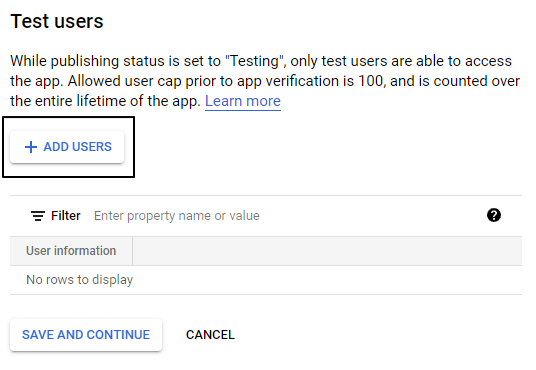 Test users
While publishing status is set to "Testing", only test users are able to access
the app. Allowed user cap prior to app verification is 100, and is counted over
the entire lifetime of the app. Learn more
+ ADD USERS
Filter Enter property name or value ?
User information
No rows to display
SAVE AND CONTINUE CANCEL